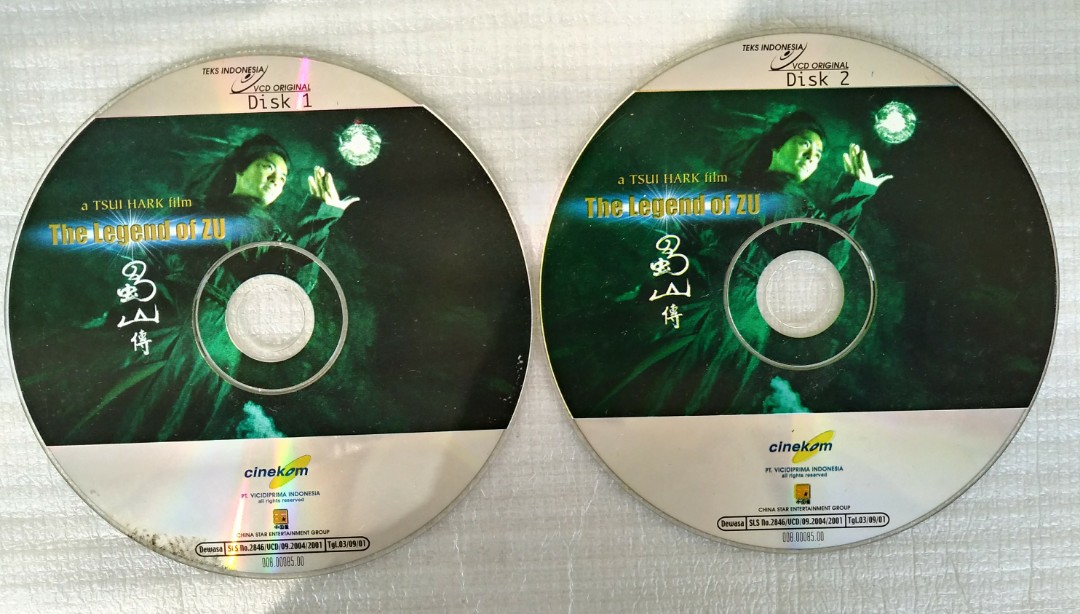 TEKS INDONESIA
VCD ORIGINAL
Disk 1
a TSUI HARK film
The Legend of ZU
蜀山傳
cinekom
PT. VICIDIPRIMA INDONESIA
all rights reserved
中國星
CHINA STAR ENTERTAINMENT GROUP
Dewasa SLS No.2846/VCD/09.2004/2001 Tgl.03/09/01
008.00085.00
TEKS INDONESIA
VCD ORIGINAL
Disk 2
a TSUI HARK film
The Legend of ZU
蜀山傳
cinekom
PT. VICIDIPRIMA INDONESIA
all rights reserved
CHINA STAR ENTERTAINMENT GROUP
Dewasa SLS No.2846/VCD/09.2004/2001 Tgl.03/09/01
008.00085.00